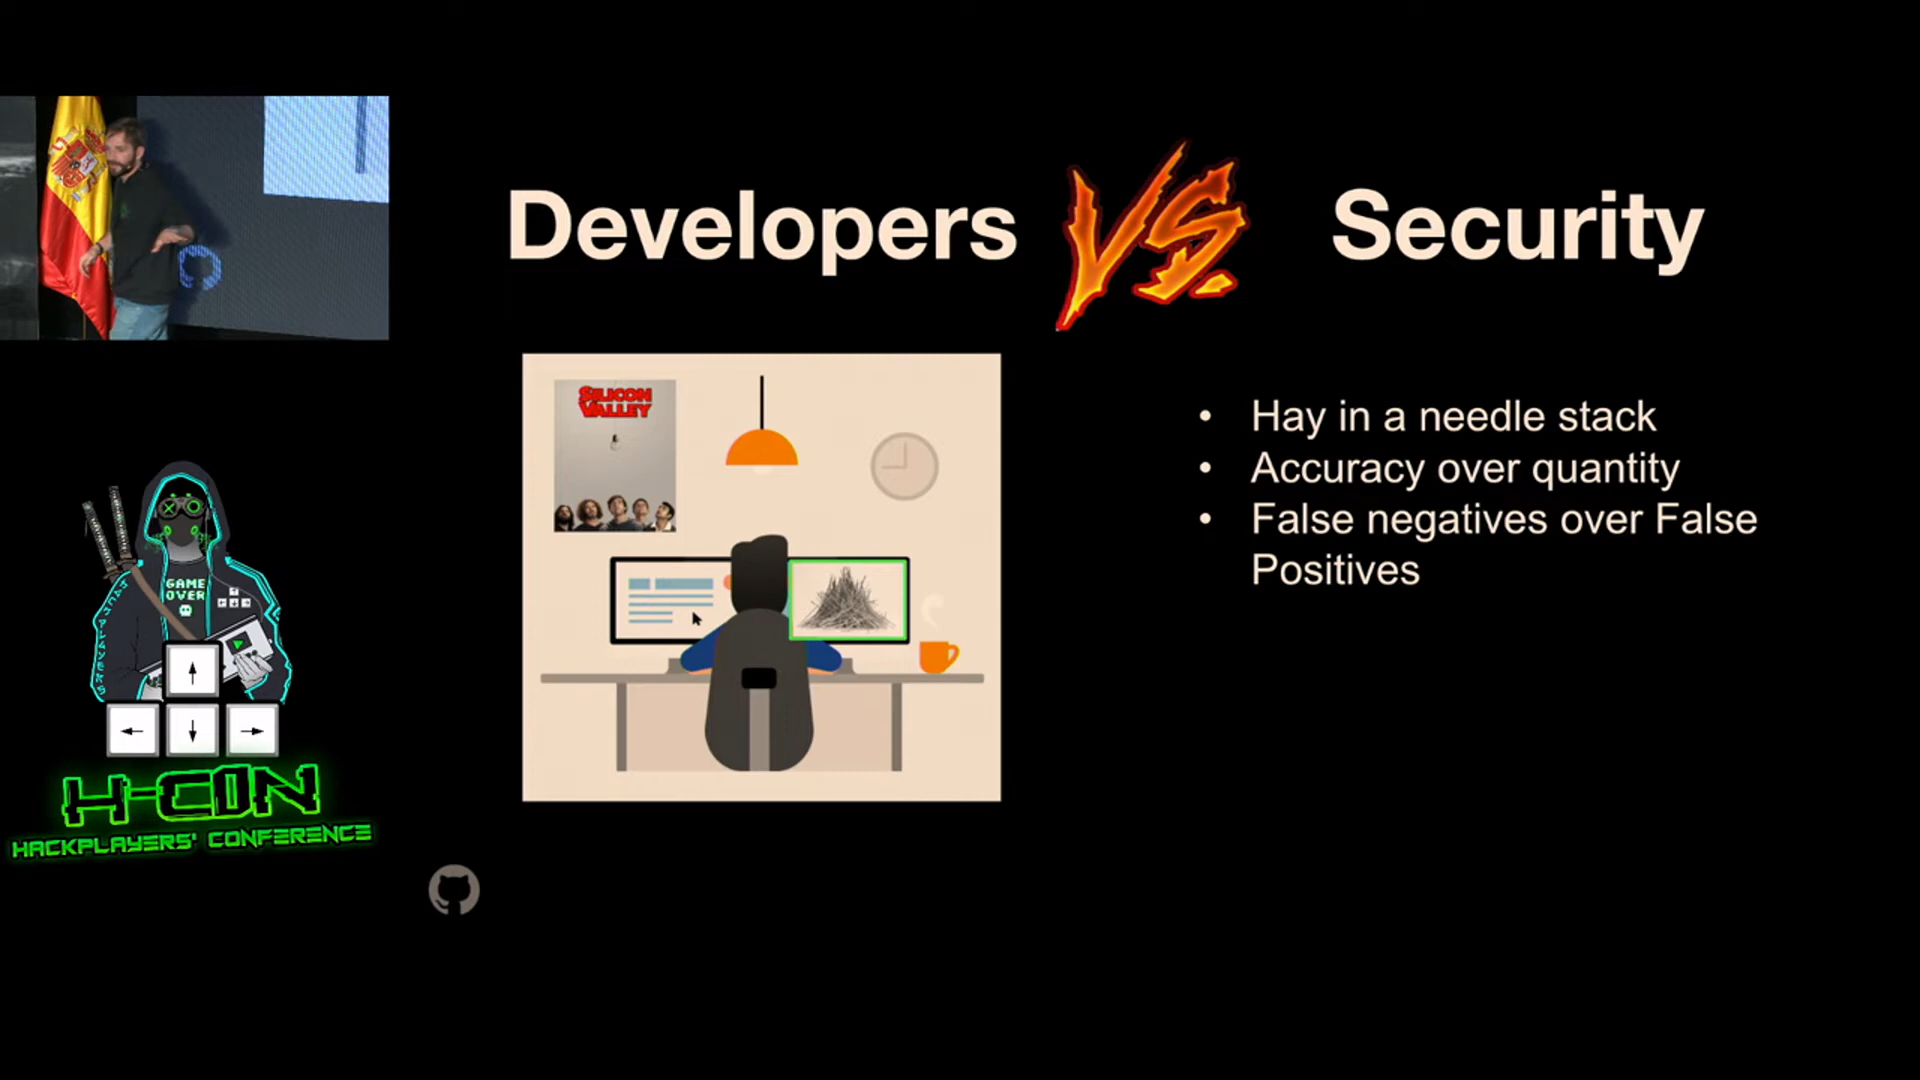 Developers VS. Security
SILICON
VALLEY
• Hay in a needle stack
• Accuracy over quantity
• False negatives over False
Positives
GAME
OVER
H-CON
HACKPLAYERS' CONFERENCE